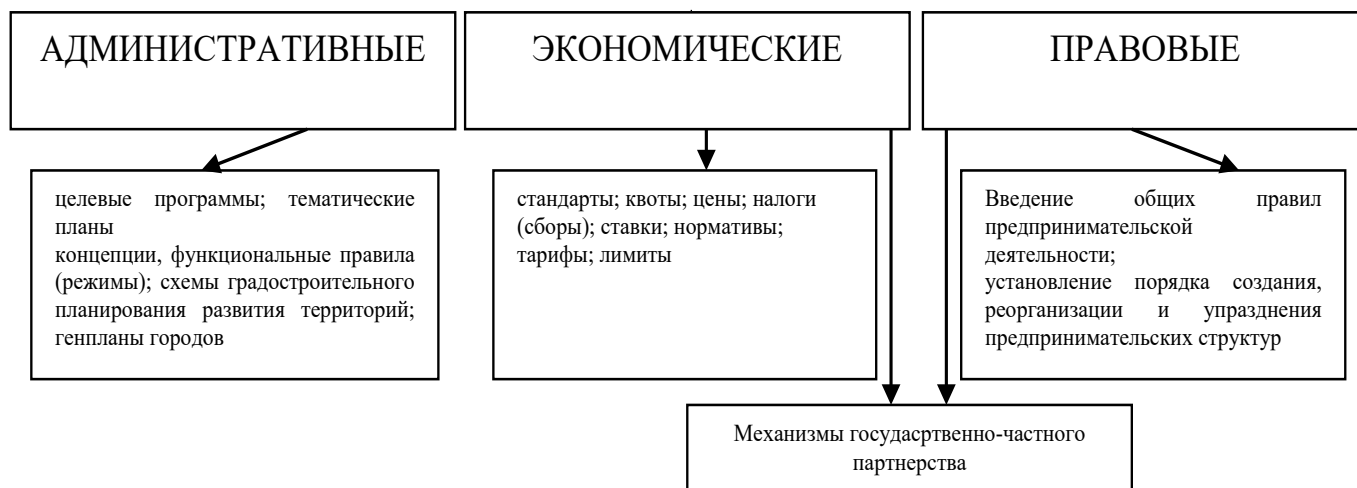 АДМИНИСТРАТИВНЫЕ
ЭКОНОМИЧЕСКИЕ
ПРАВОВЫЕ
целевые программы; тематические
планы
концепции, функциональные правила
(режимы); схемы градостроительного
планирования развития территорий;
генпланы городов
стандарты; квоты; цены; налоги
(сборы); ставки; нормативы;
тарифы; лимиты
Введение общих правил
предпринимательской
деятельности;
установление порядка создания,
реорганизации и упразднения
предпринимательских структур
Механизмы госудасртвенно-частного
партнерства